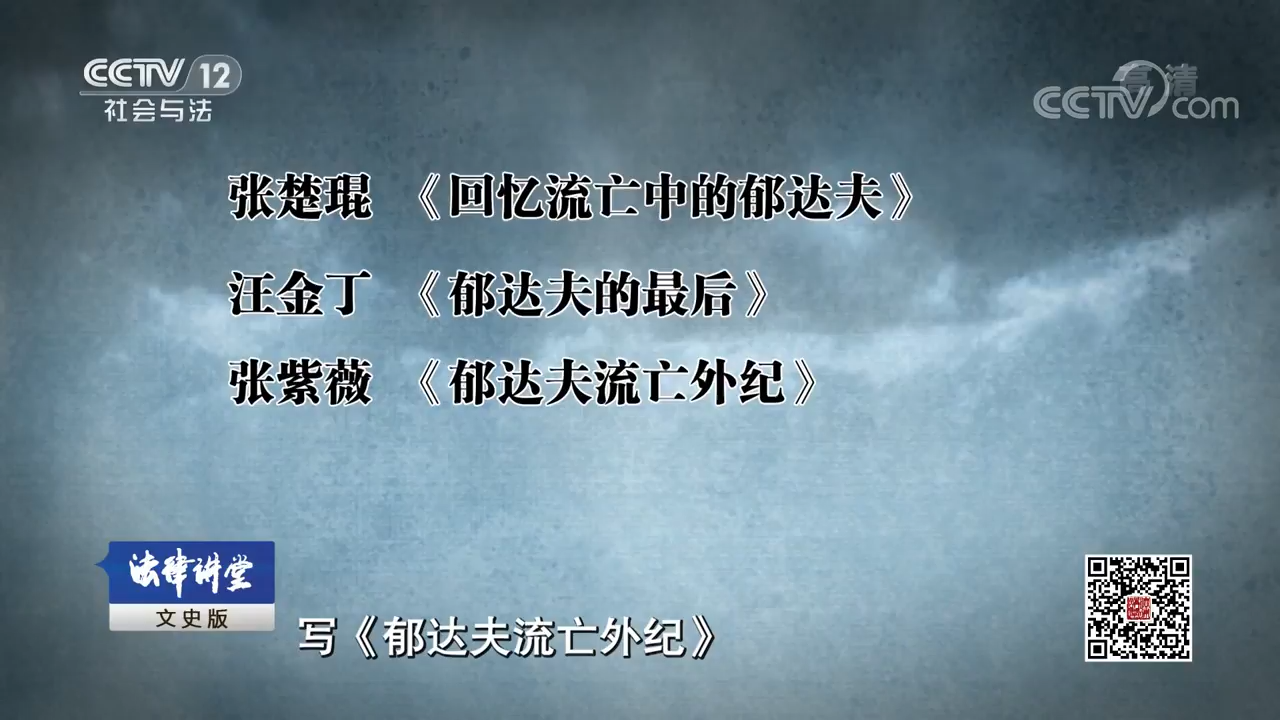 CCTV 12
社会与法
高清
CCTV.com
张楚琨 《回忆流亡中的郁达夫》
汪金丁 《郁达夫的最后》
张紫薇 《郁达夫流亡外纪》
法律讲堂
文史版
写《郁达夫流亡外纪》